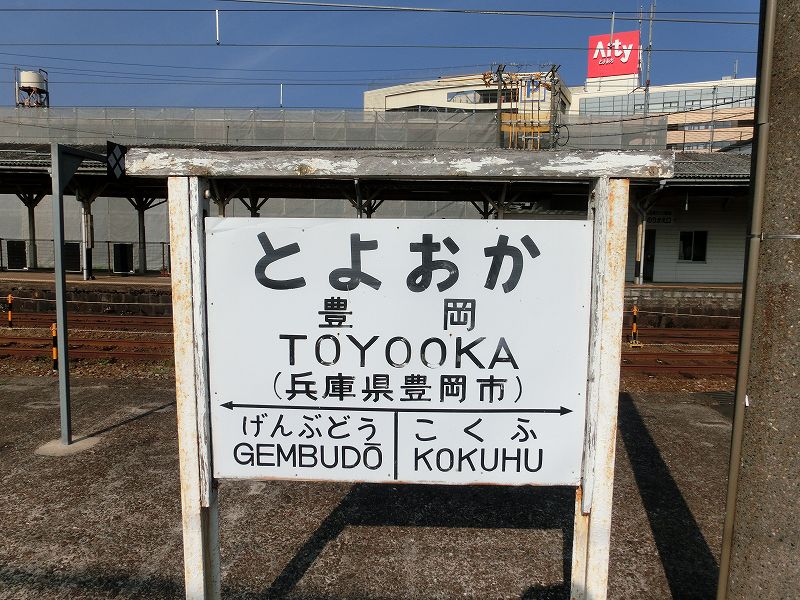 Aity
とよおか
豊岡
TOYOOKA
(兵庫県豊岡市)
げんぶどう こくふ
GEMBUDŌ KOKUHU